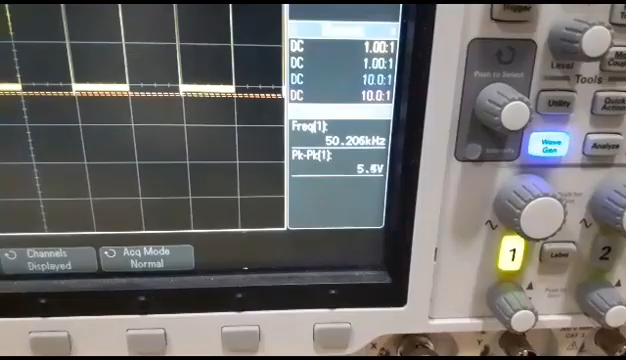 Trigger
DC 1.00:1
DC 1.00:1
DC 10.0:1
DC 10.0:1
Freq(1):
50.205kHz
Pk-Pk(1):
5.5V
Channels
Displayed
Acq Mode
Normal
Level
Tools
Push to Select
Utility
Quick
Action
Wave
Gen
Analyze
Intensity
1
Label
2
X
Y